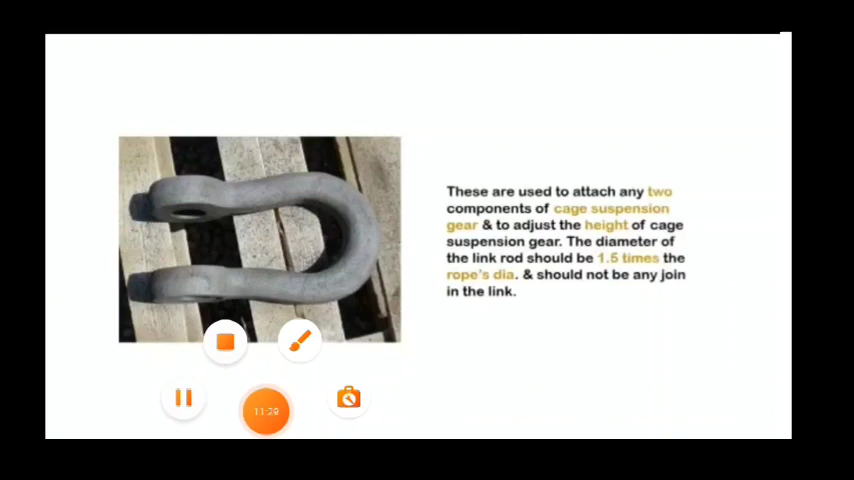 These are used to attach any two
components of cage suspension
gear & to adjust the height of cage
suspension gear. The diameter of
the link rod should be 1.5 times the
rope's dia. & should not be any join
in the link.
11:29